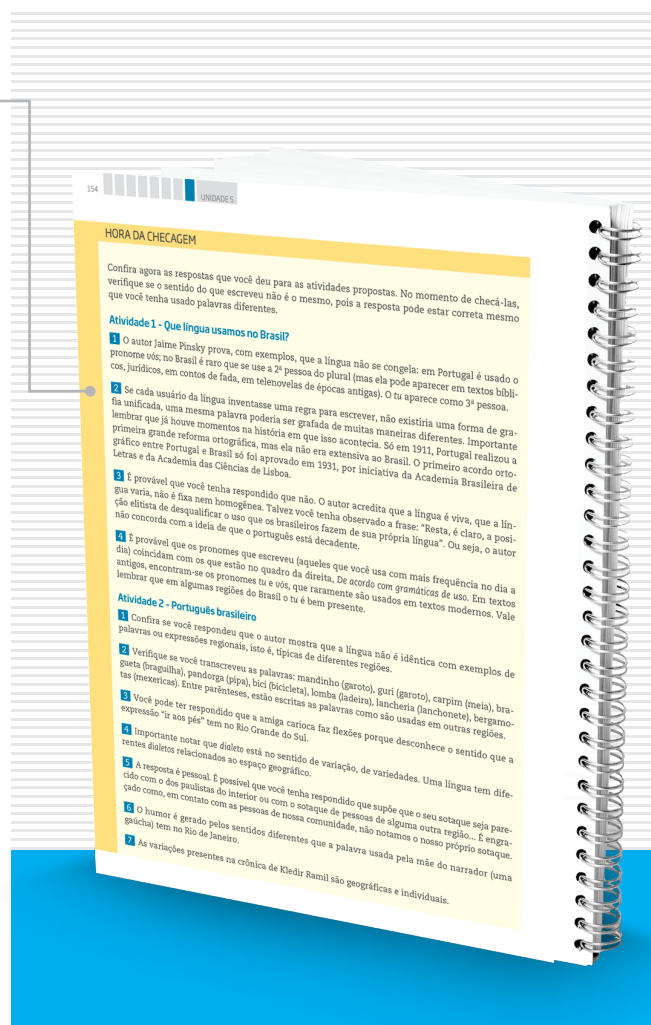 154
UNIDADE 5
HORA DA CHECAGEM
Confira agora as respostas que você deu para as atividades propostas. No momento de checá-las,
verifique se o sentido do que escreveu não é o mesmo, pois a resposta pode estar correta mesmo
que você tenha usado palavras diferentes.
Atividade 1 - Que língua usamos no Brasil?
1 O autor Jaime Pinsky prova, com exemplos, que a língua não se congela: em Portugal é usado o
pronome vós; no Brasil é raro que se use a 2ª pessoa do plural (mas ela pode aparecer em textos bíbli-
cos, jurídicos, em contos de fada, em telenovelas de épocas antigas). O tu aparece como 3ª pessoa.
2 Se cada usuário da língua inventasse uma regra para escrever, não existiria uma forma de gra-
fia unificada, uma mesma palavra poderia ser grafada de muitas maneiras diferentes. Importante
lembrar que já houve momentos na história em que isso acontecia. Só em 1911, Portugal realizou a
primeira grande reforma ortográfica, mas ela não era extensiva ao Brasil. O primeiro acordo orto-
gráfico entre Portugal e Brasil só foi aprovado em 1931, por iniciativa da Academia Brasileira de
Letras e da Academia das Ciências de Lisboa.
3 É provável que você tenha respondido que não. O autor acredita que a língua é viva, que a lín-
gua varia, não é fixa nem homogênea. Talvez você tenha observado a frase: "Resta, é claro, a posi-
ção elitista de desqualificar o uso que os brasileiros fazem de sua própria língua". Ou seja, o autor
não concorda com a ideia de que o português está decadente.
4 É provável que os pronomes que escreveu (aqueles que você usa com mais frequência no dia a
dia) coincidam com os que estão no quadro da direita, De acordo com gramáticas de uso. Em textos
antigos, encontram-se os pronomes tu e vós, que raramente são usados em textos modernos. Vale
lembrar que em algumas regiões do Brasil o tu é bem presente.
Atividade 2 - Português brasileiro
1 Confira se você respondeu que o autor mostra que a língua não é idêntica com exemplos de
palavras ou expressões regionais, isto é, típicas de diferentes regiões.
2 Verifique se você transcreveu as palavras: mandinho (garoto), guri (garoto), carpim (meia), bra-
gueta (braguilha), pandorga (pipa), bici (bicicleta), lomba (ladeira), lancheria (lanchonete), bergamo-
tas (mexericas). Entre parênteses, estão escritas as palavras como são usadas em outras regiões.
3 Você pode ter respondido que a amiga carioca faz flexões porque desconhece o sentido que a
expressão "ir aos pés" tem no Rio Grande do Sul.
4 Importante notar que dialeto está no sentido de variação, de variedades. Uma língua tem dife-
rentes dialetos relacionados ao espaço geográfico.
5 A resposta é pessoal. É possível que você tenha respondido que supõe que o seu sotaque seja pare-
cido com o dos paulistas do interior ou com o sotaque de pessoas de alguma outra região... É engra-
çado como, em contato com as pessoas de nossa comunidade, não notamos o nosso próprio sotaque.
6 O humor é gerado pelos sentidos diferentes que a palavra usada pela mãe do narrador (uma
gaúcha) tem no Rio de Janeiro.
7 As variações presentes na crônica de Kledir Ramil são geográficas e individuais.